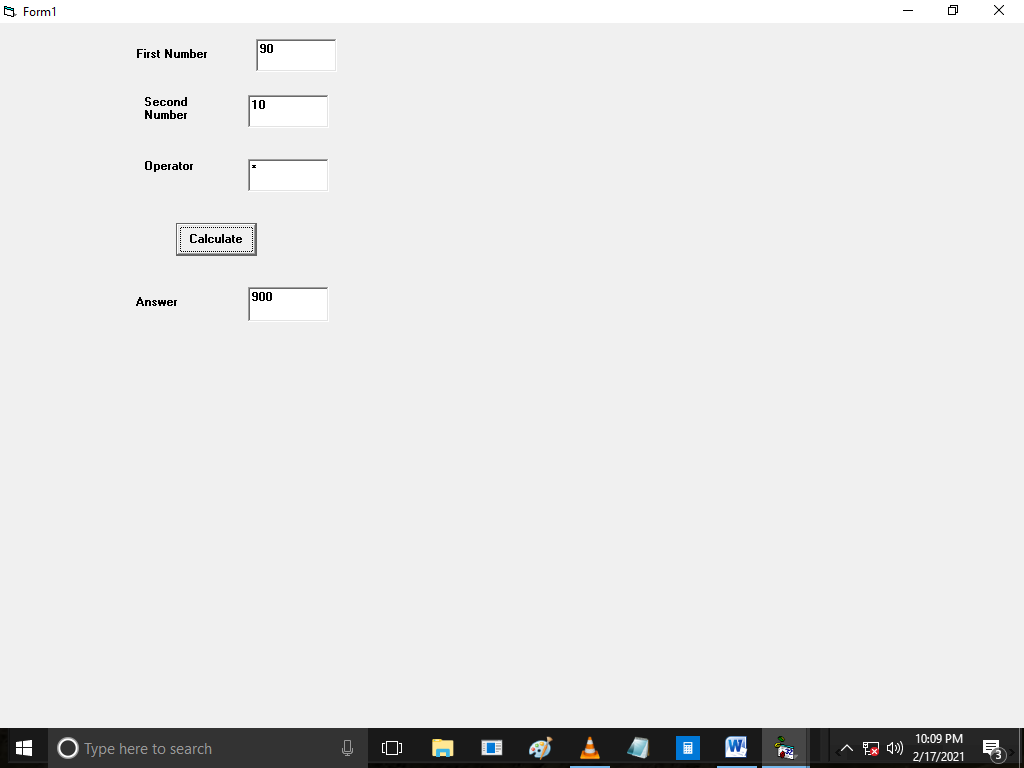 Form1
First Number 90
Second
Number 10
Operator *
Calculate
Answer 900
Type here to search
10:09 PM
2/17/2021
3